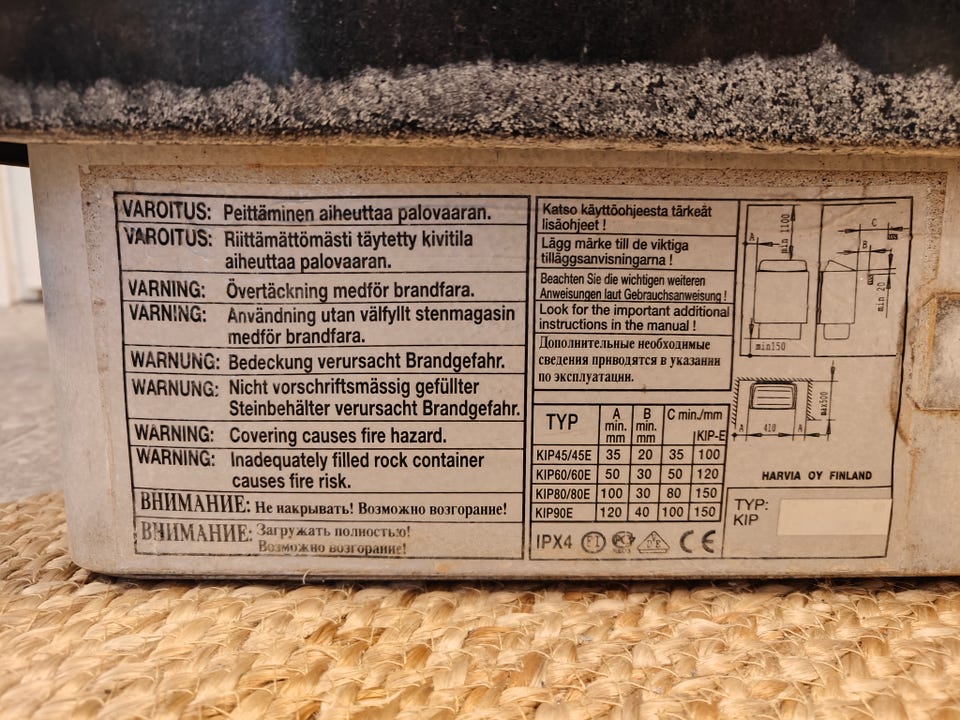 VAROITUS: Peittäminen aiheuttaa palovaaran.
VAROITUS: Riittämättömästi täytetty kivitila
aiheuttaa palovaaran.
VARNING: Övertäckning medför brandfara.
VARNING: Användning utan välfyllt stenmagasin
medför brandfara.
WARNUNG: Bedeckung verursacht Brandgefahr.
WARNUNG: Nicht vorschriftsmässig gefüllter
Steinbehälter verursacht Brandgefahr.
WARNING: Covering causes fire hazard.
WARNING: Inadequately filled rock container
causes fire risk.
ВНИМАНИЕ: Не накрывать! Возможно возгорание!
ВНИМАНИЕ: Загружать полностью!
Возможно возгорание!
Katso käyttöohjeesta tärkeät
lisäohjeet !
Lägg märke till de viktiga
tilläggsanvisningarna !
Beachten Sie die wichtigen weiteren
Anweisungen laut Gebrauchsanweisung !
Look for the important additional
instructions in the manual !
Дополнительные необходимые
сведения приводятся в указании
по эксплуатации.
TYP A min. mm B min. mm C min./mm KIP-E
KIP45/45E 35 20 35 100
KIP60/60E 50 30 50 120
KIP80/80E 100 30 80 150
KIP90E 120 40 100 150
IPX4 CE
A min 1100
min150
C
B
min 20
A 410 A max500
HARVIA OY FINLAND
TYP:
KIP